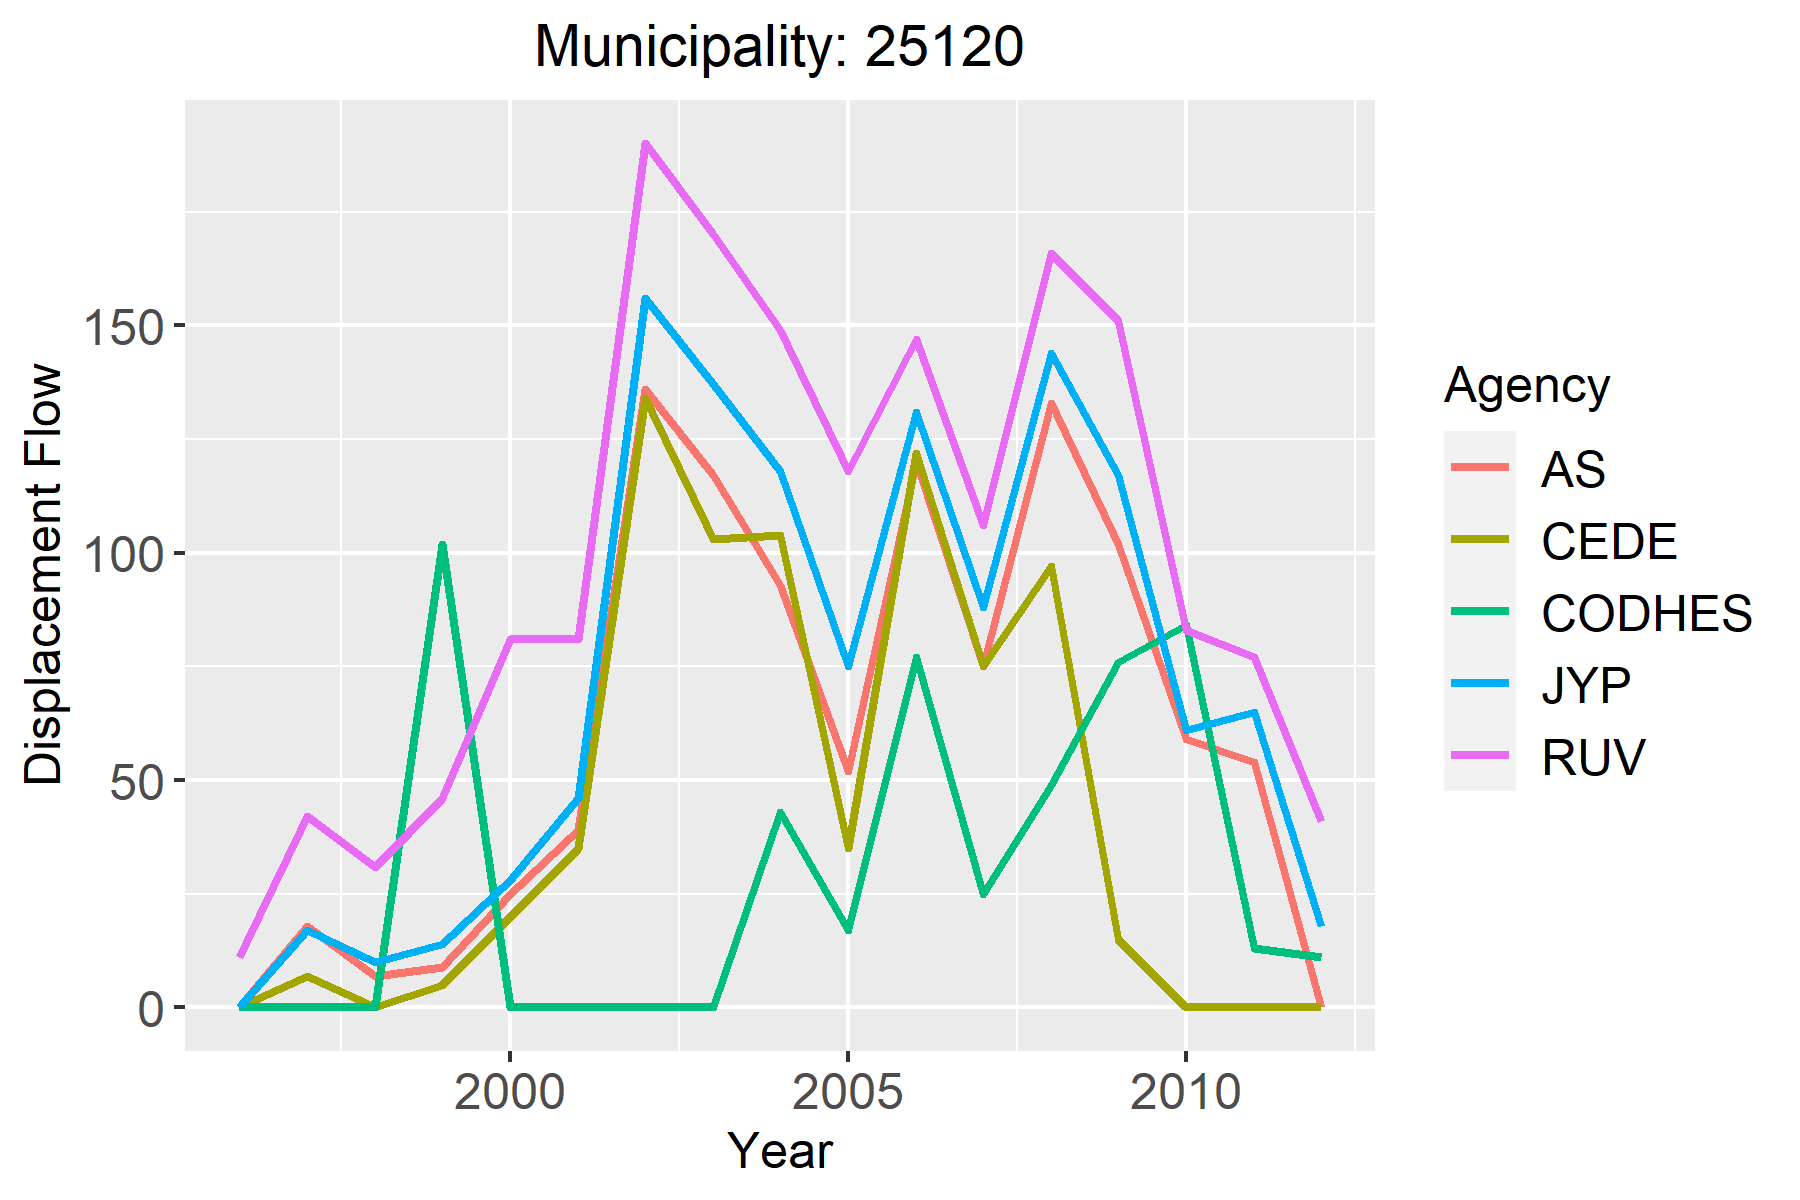 Municipality: 25120
Displacement Flow
150
100
50
0
2000 2005 2010
Year
Agency
AS
CEDE
CODHES
JYP
RUV